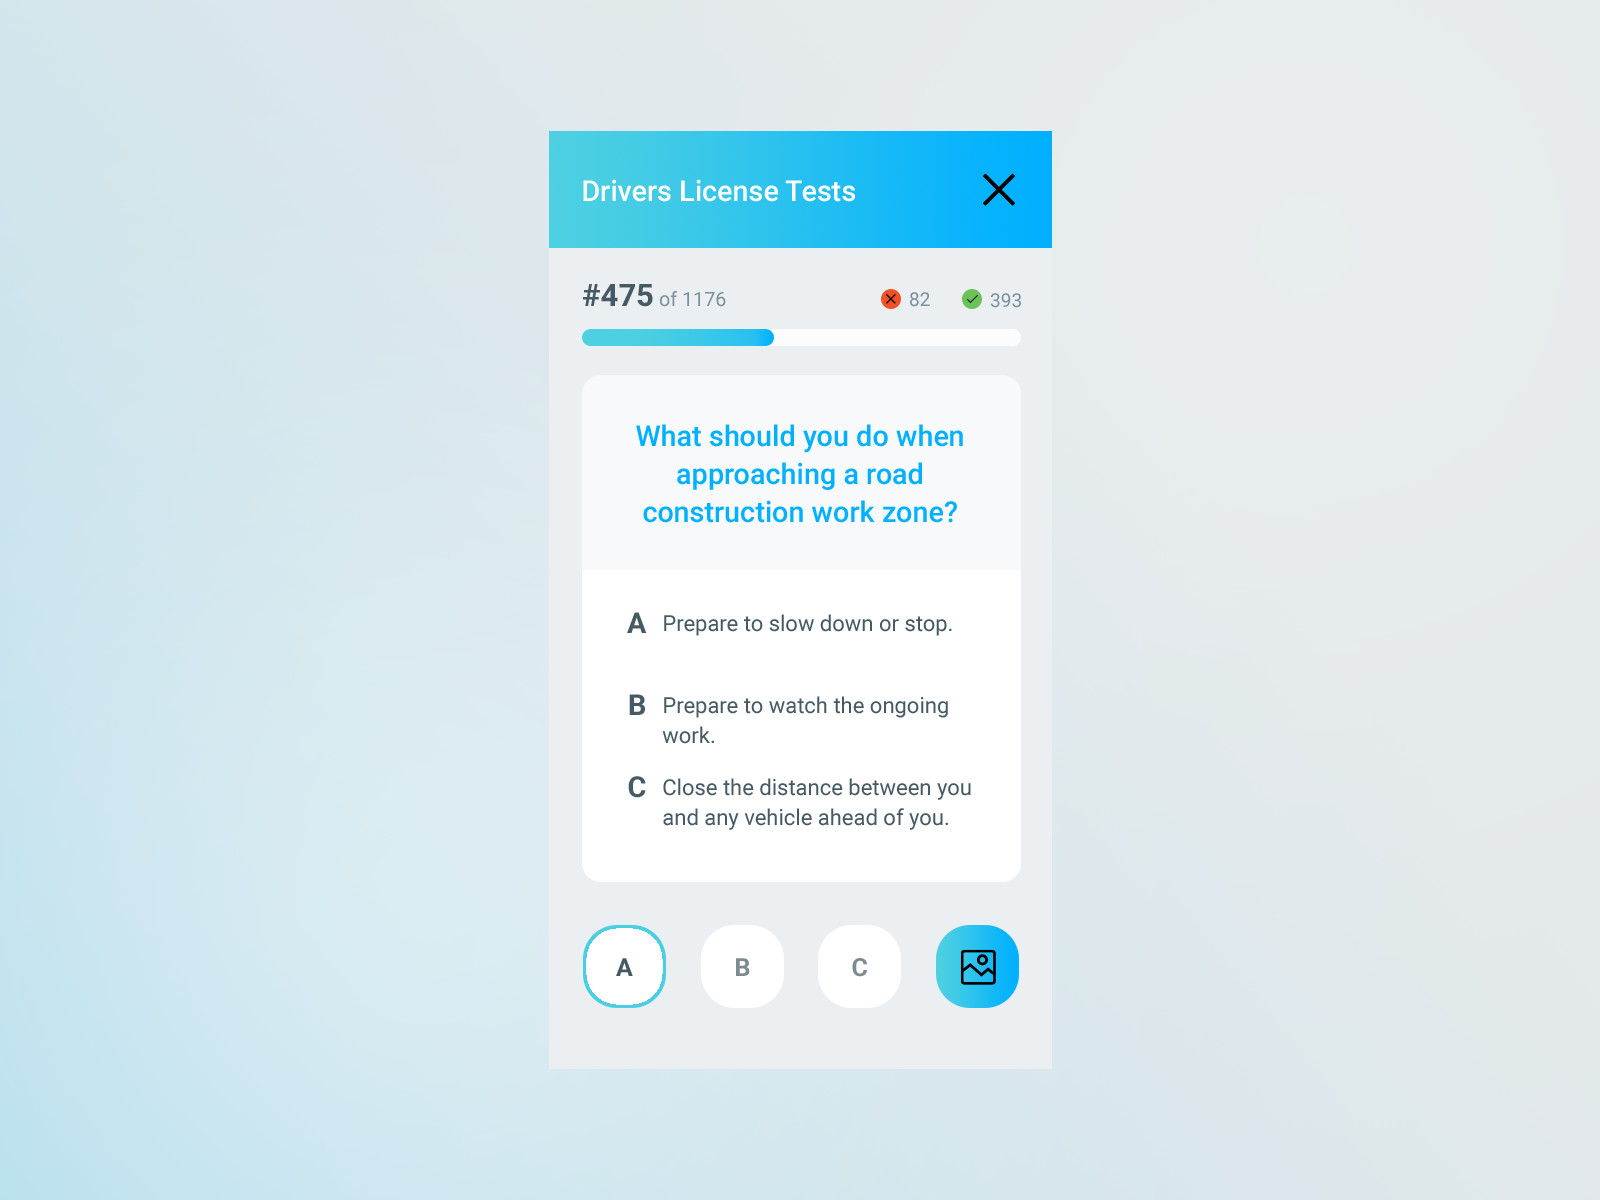 Drivers License Tests
#475 of 1176 82 393
What should you do when
approaching a road
construction work zone?
A Prepare to slow down or stop.
B Prepare to watch the ongoing
work.
C Close the distance between you
and any vehicle ahead of you.
A B C